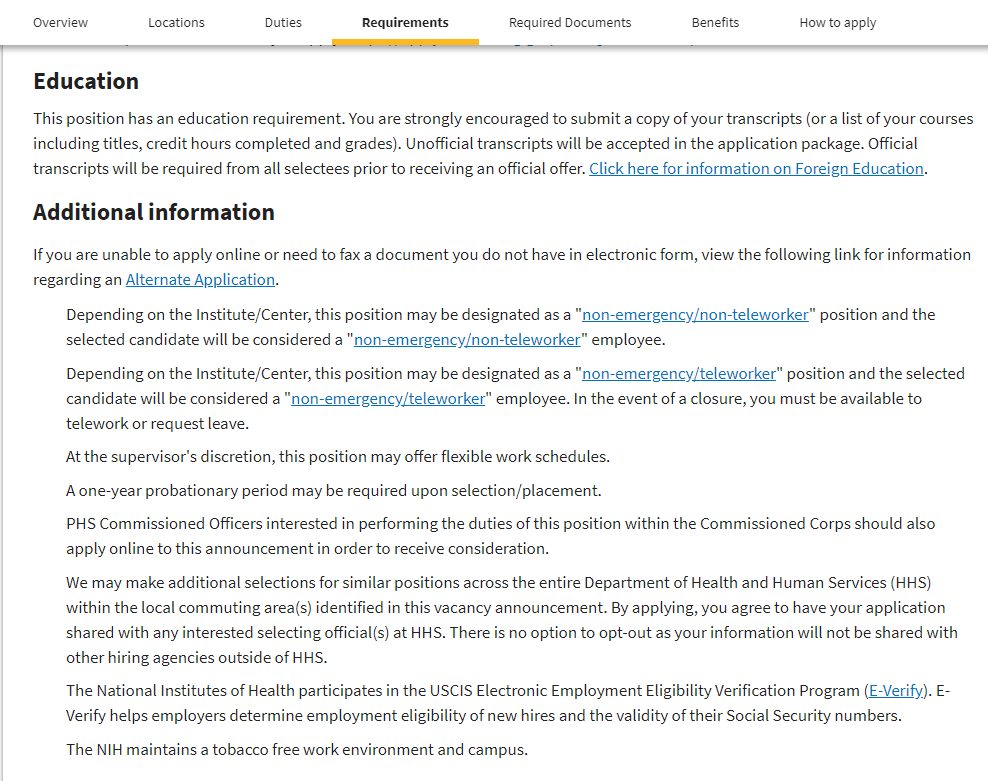 Overview Locations Duties Requirements Required Documents Benefits How to apply
Education
This position has an education requirement. You are strongly encouraged to submit a copy of your transcripts (or a list of your courses
including titles, credit hours completed and grades). Unofficial transcripts will be accepted in the application package. Official
transcripts will be required from all selectees prior to receiving an official offer. Click here for information on Foreign Education.
Additional information
If you are unable to apply online or need to fax a document you do not have in electronic form, view the following link for information
regarding an Alternate Application.
Depending on the Institute/Center, this position may be designated as a "non-emergency/non-teleworker" position and the
selected candidate will be considered a "non-emergency/non-teleworker" employee.
Depending on the Institute/Center, this position may be designated as a "non-emergency/teleworker" position and the selected
candidate will be considered a "non-emergency/teleworker" employee. In the event of a closure, you must be available to
telework or request leave.
At the supervisor's discretion, this position may offer flexible work schedules.
A one-year probationary period may be required upon selection/placement.
PHS Commissioned Officers interested in performing the duties of this position within the Commissioned Corps should also
apply online to this announcement in order to receive consideration.
We may make additional selections for similar positions across the entire Department of Health and Human Services (HHS)
within the local commuting area(s) identified in this vacancy announcement. By applying, you agree to have your application
shared with any interested selecting official(s) at HHS. There is no option to opt-out as your information will not be shared with
other hiring agencies outside of HHS.
The National Institutes of Health participates in the USCIS Electronic Employment Eligibility Verification Program (E-Verify). E-
Verify helps employers determine employment eligibility of new hires and the validity of their Social Security numbers.
The NIH maintains a tobacco free work environment and campus.